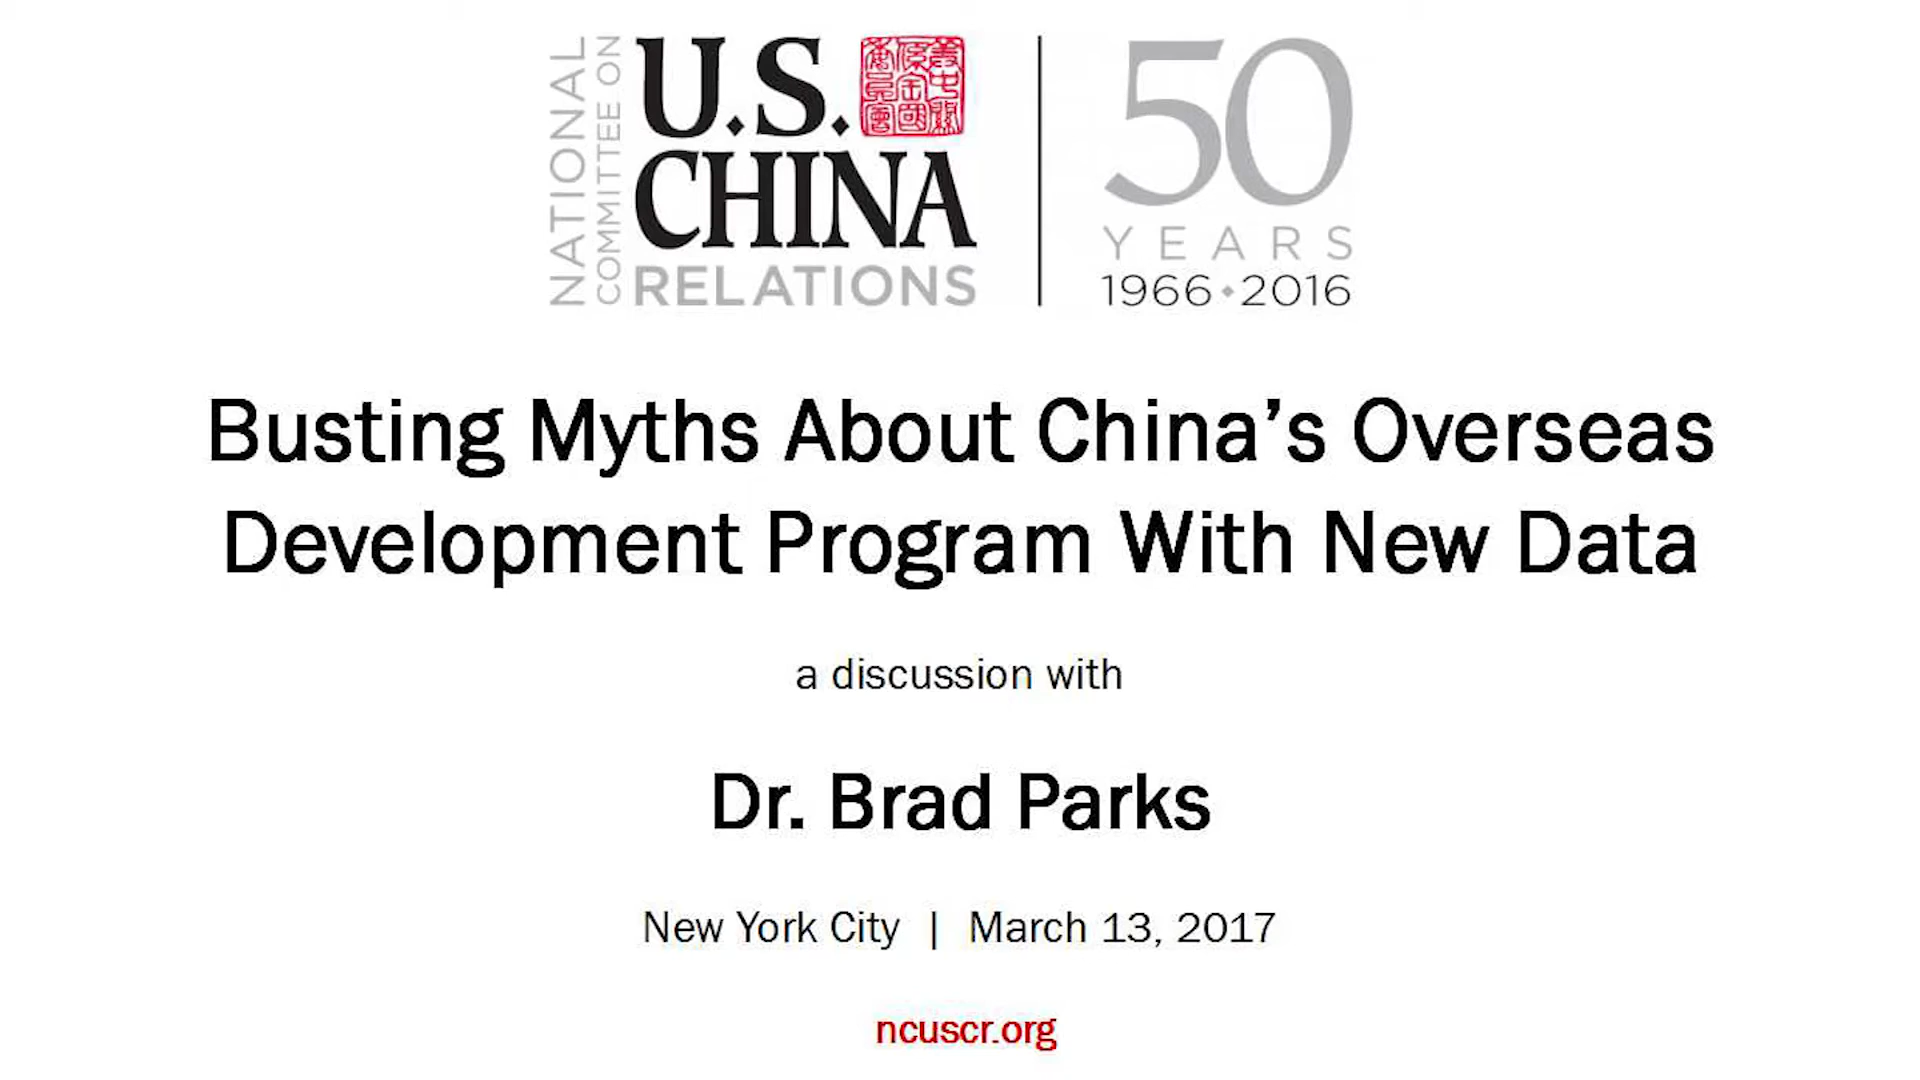 NATIONAL
COMMITTEE ON
U.S.
CHINA
RELATIONS
50
YEARS
1966 • 2016
Busting Myths About China’s Overseas
Development Program With New Data
a discussion with
Dr. Brad Parks
New York City | March 13, 2017
ncuscr.org